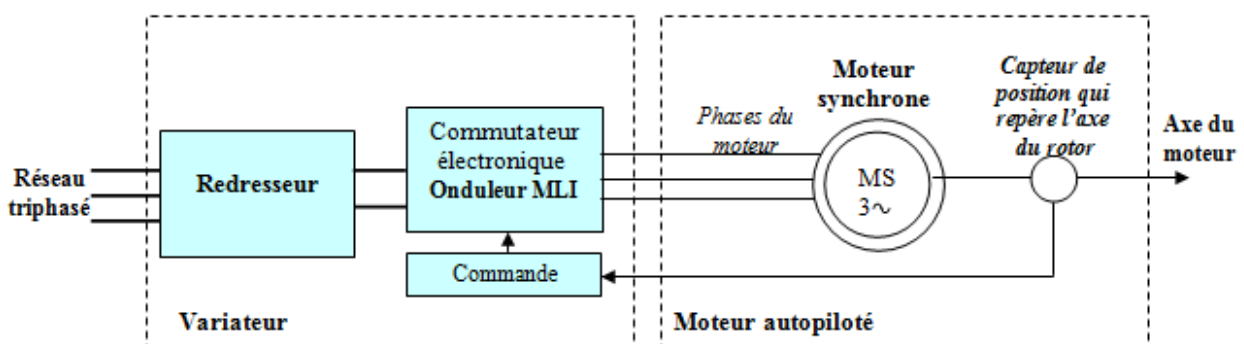 Réseau
triphasé
Redresseur
Commutateur
électronique
Onduleur MLI
Commande
Variateur
Phases du
moteur
Moteur
synchrone
MS
3~
Capteur de
position qui
repère l'axe
du rotor
Axe du
moteur
Moteur autopiloté